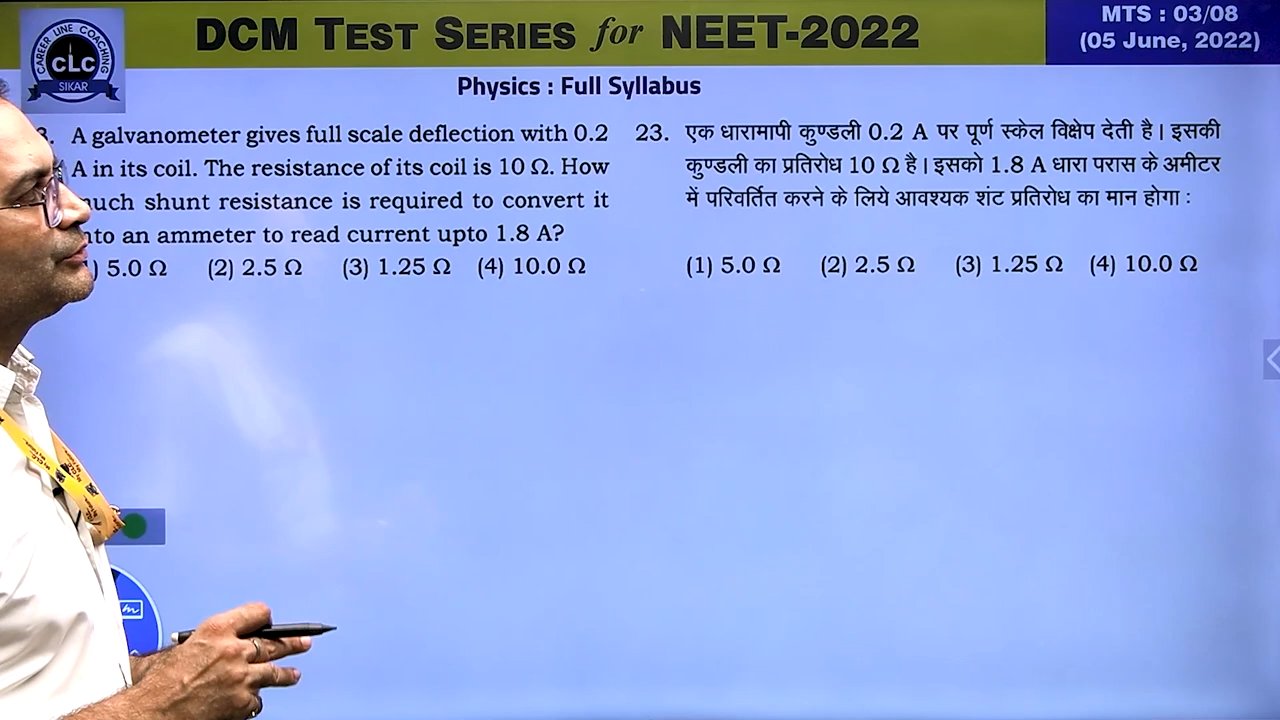 DCM TEST SERIES for NEET-2022
MTS : 03/08
(05 June, 2022)
CAREER LINE COACHING
CLC
SIKAR
Physics : Full Syllabus
3. A galvanometer gives full scale deflection with 0.2
A in its coil. The resistance of its coil is 10 Ω. How
uch shunt resistance is required to convert it
nto an ammeter to read current upto 1.8 A?
) 5.0 Ω (2) 2.5 Ω (3) 1.25 Ω (4) 10.0 Ω
23. एक धारामापी कुण्डली 0.2 A पर पूर्ण स्केल विक्षेप देती है। इसकी
कुण्डली का प्रतिरोध 10 Ω है। इसको 1.8 A धारा परास के अमीटर
में परिवर्तित करने के लिये आवश्यक शंट प्रतिरोध का मान होगा :
(1) 5.0 Ω (2) 2.5 Ω (3) 1.25 Ω (4) 10.0 Ω